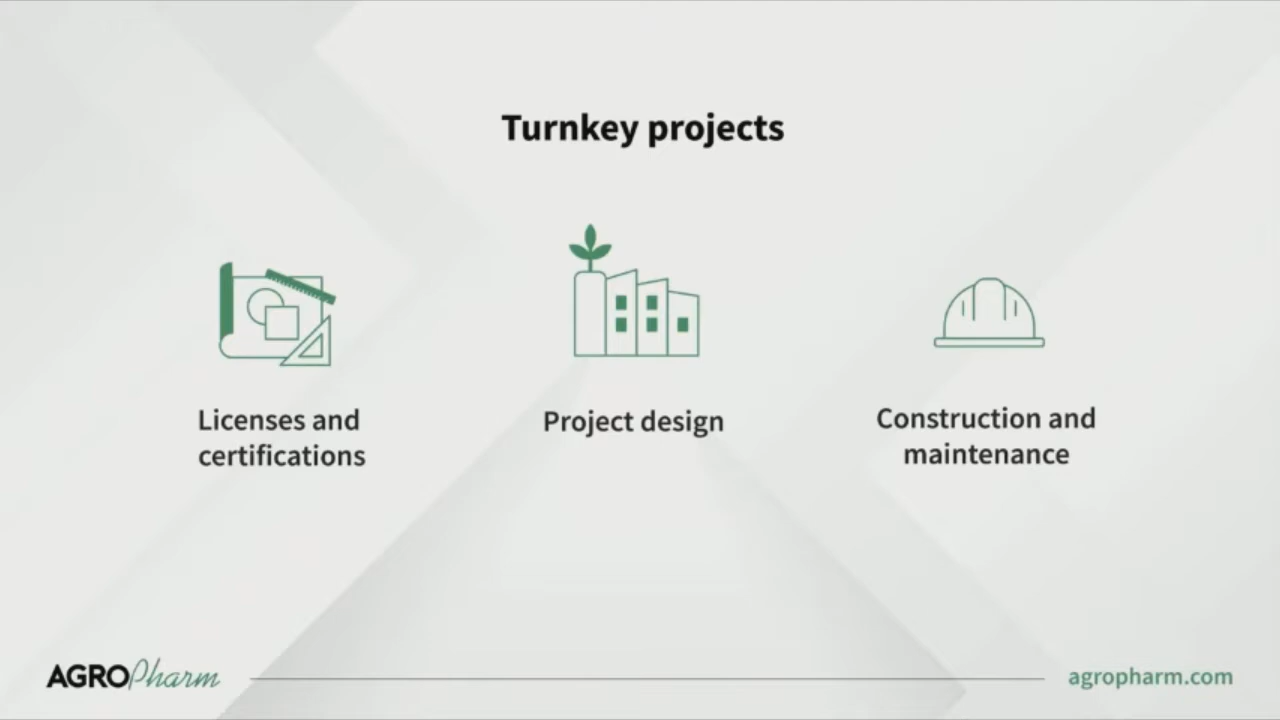 Turnkey projects
Licenses and
certifications
Project design
Construction and
maintenance
AGROPharm
agropharm.com